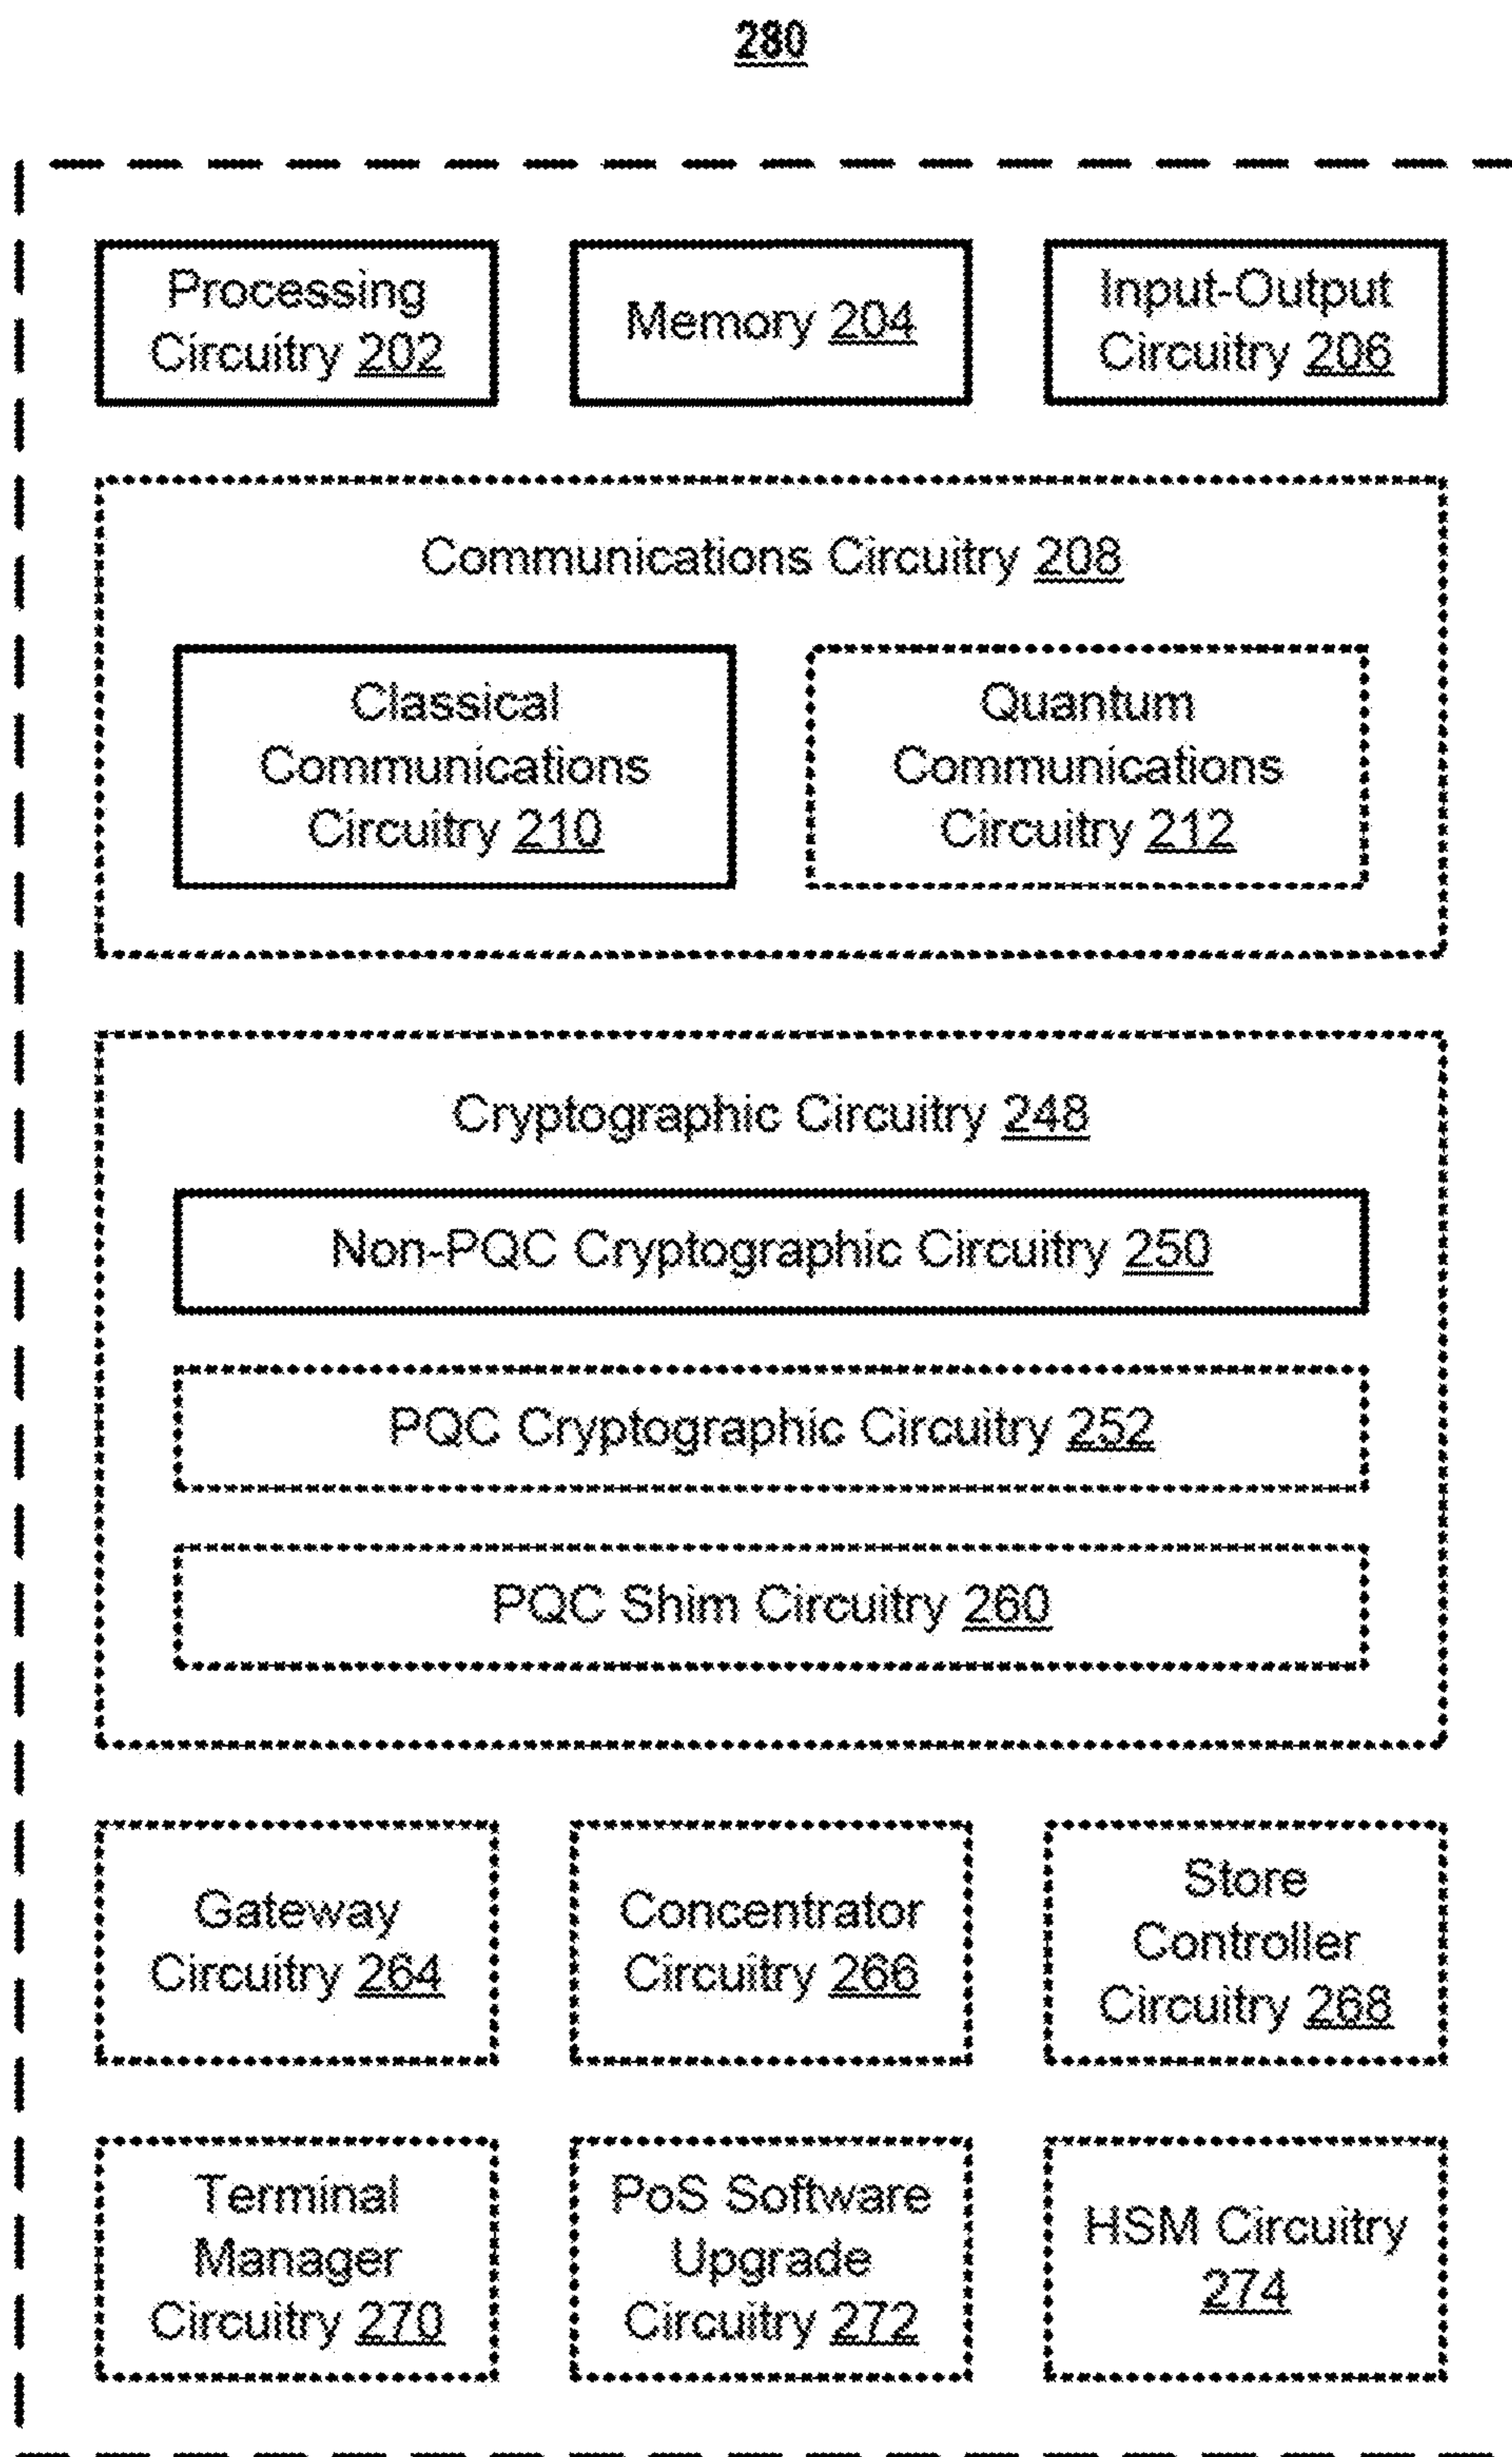 280
Processing
Circuitry 202
Memory 204
Input-Output
Circuitry 206
Communications Circuitry 208
Classical
Communications
Circuitry 210
Quantum
Communications
Circuitry 212
Cryptographic Circuitry 248
Non-PQC Cryptographic Circuitry 250
PQC Cryptographic Circuitry 252
PQC Shim Circuitry 260
Gateway
Circuitry 264
Concentrator
Circuitry 266
Store
Controller
Circuitry 268
Terminal
Manager
Circuitry 270
PoS Software
Upgrade
Circuitry 272
HSM Circuitry
274